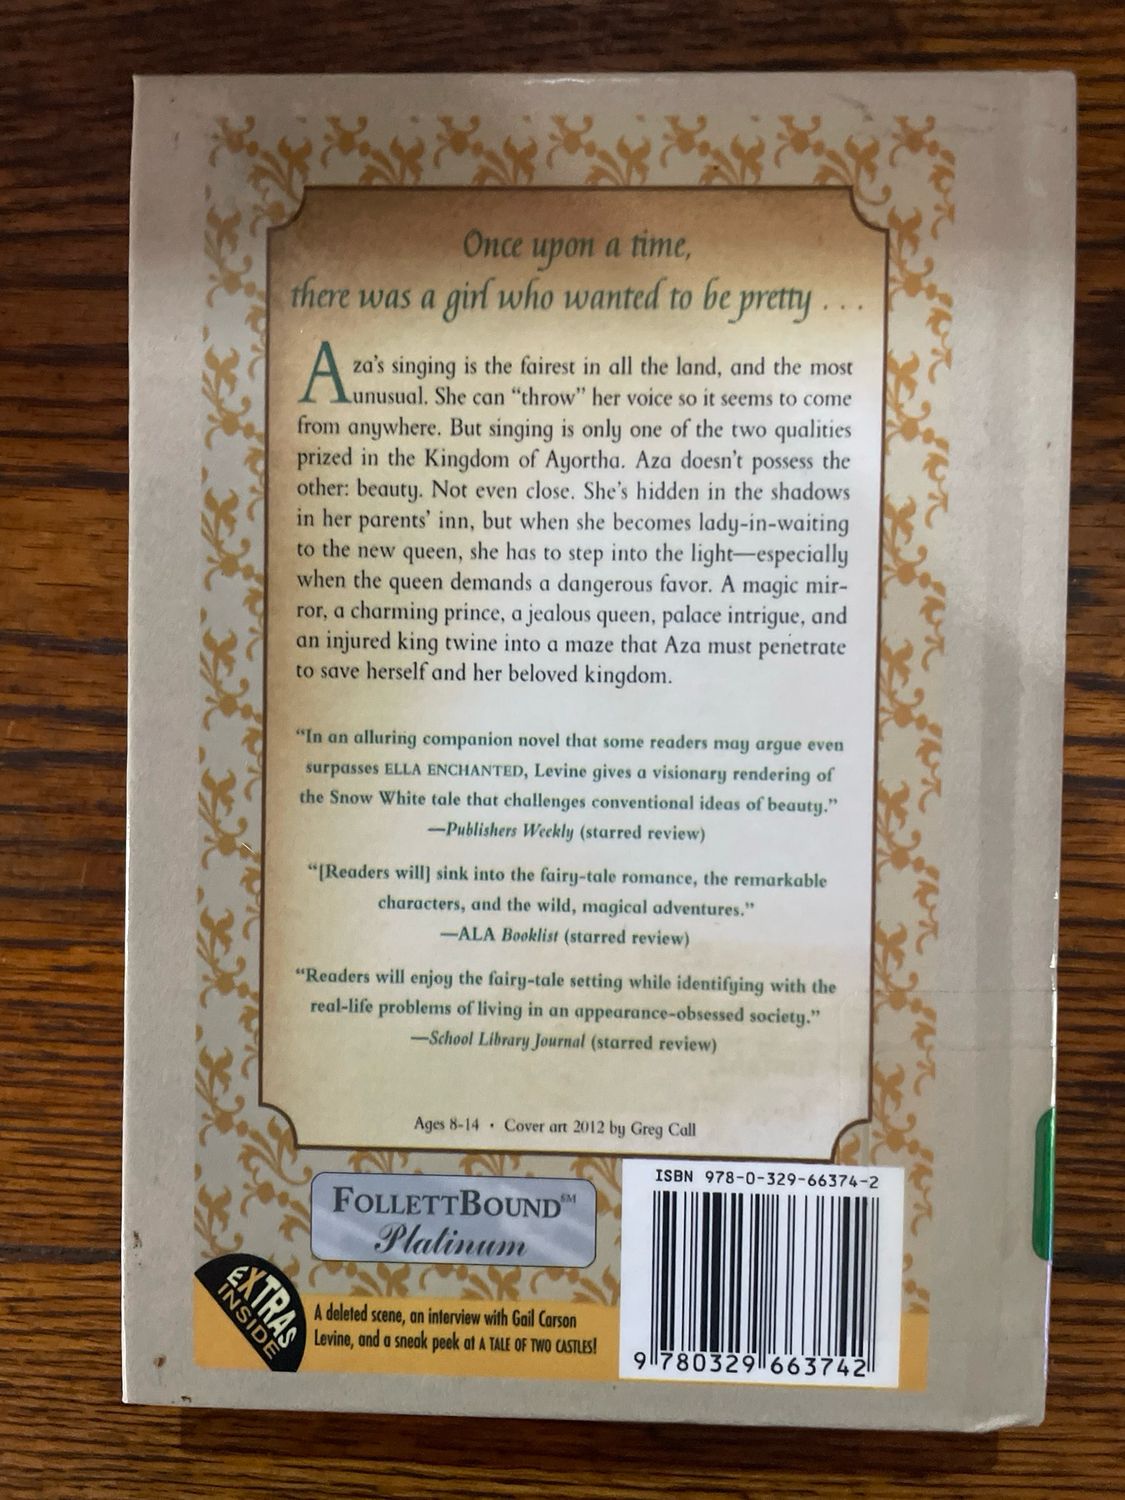 Once upon a time,
there was a girl who wanted to be pretty . . .
Aza's singing is the fairest in all the land, and the most
unusual. She can “throw” her voice so it seems to come
from anywhere. But singing is only one of the two qualities
prized in the Kingdom of Ayortha. Aza doesn't possess the
other: beauty. Not even close. She's hidden in the shadows
in her parents' inn, but when she becomes lady-in-waiting
to the new queen, she has to step into the light—especially
when the queen demands a dangerous favor. A magic mir-
ror, a charming prince, a jealous queen, palace intrigue, and
an injured king twine into a maze that Aza must penetrate
to save herself and her beloved kingdom.
“In an alluring companion novel that some readers may argue even
surpasses ELLA ENCHANTED, Levine gives a visionary rendering of
the Snow White tale that challenges conventional ideas of beauty.”
—Publishers Weekly (starred review)
“[Readers will] sink into the fairy-tale romance, the remarkable
characters, and the wild, magical adventures.”
—ALA Booklist (starred review)
“Readers will enjoy the fairy-tale setting while identifying with the
real-life problems of living in an appearance-obsessed society.”
—School Library Journal (starred review)
Ages 8-14 • Cover art 2012 by Greg Call
FOLLETTBOUND℠
Platinum
ISBN 978-0-329-66374-2
9 780329 663742
EXTRAS
INSIDE
A deleted scene, an interview with Gail Carson
Levine, and a sneak peek at A TALE OF TWO CASTLES!